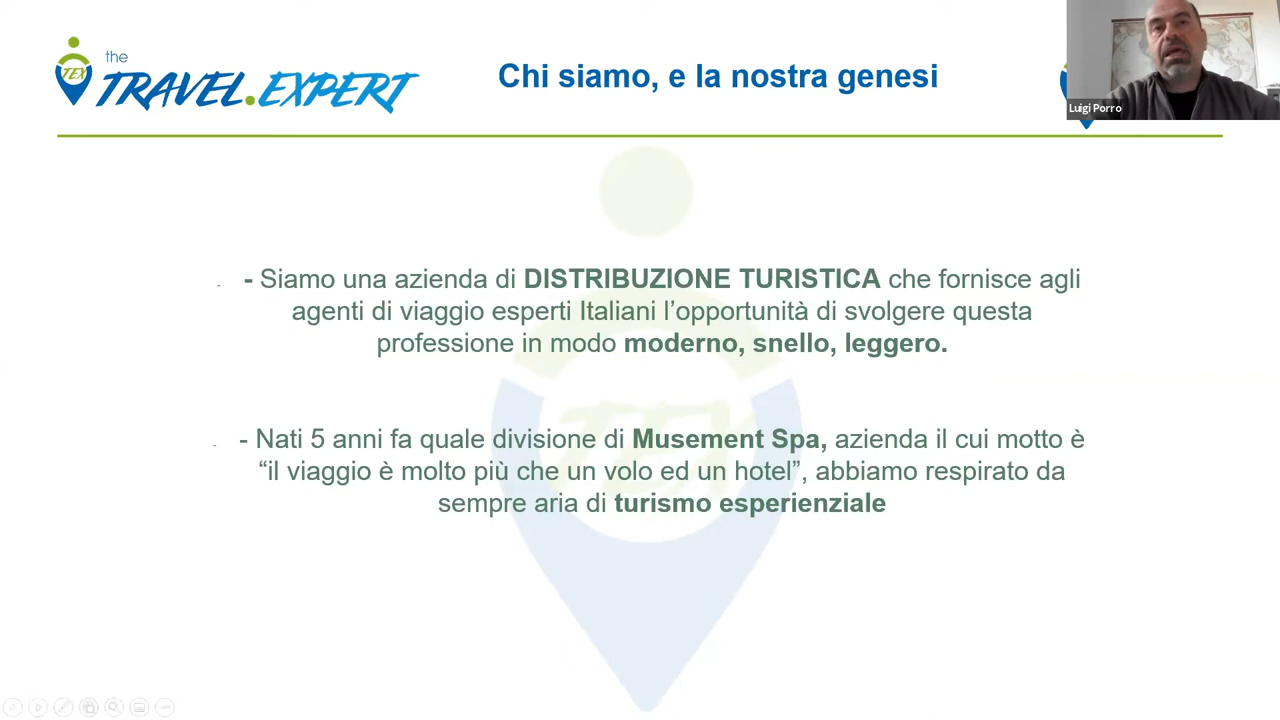 the
TEX
TRAVEL.EXPERT
Chi siamo, e la nostra genesi
Luigi Porro
- Siamo una azienda di DISTRIBUZIONE TURISTICA che fornisce agli
agenti di viaggio esperti Italiani l’opportunità di svolgere questa
professione in modo moderno, snello, leggero.
TEX
- Nati 5 anni fa quale divisione di Musement Spa, azienda il cui motto è
“il viaggio è molto più che un volo ed un hotel”, abbiamo respirato da
sempre aria di turismo esperienziale